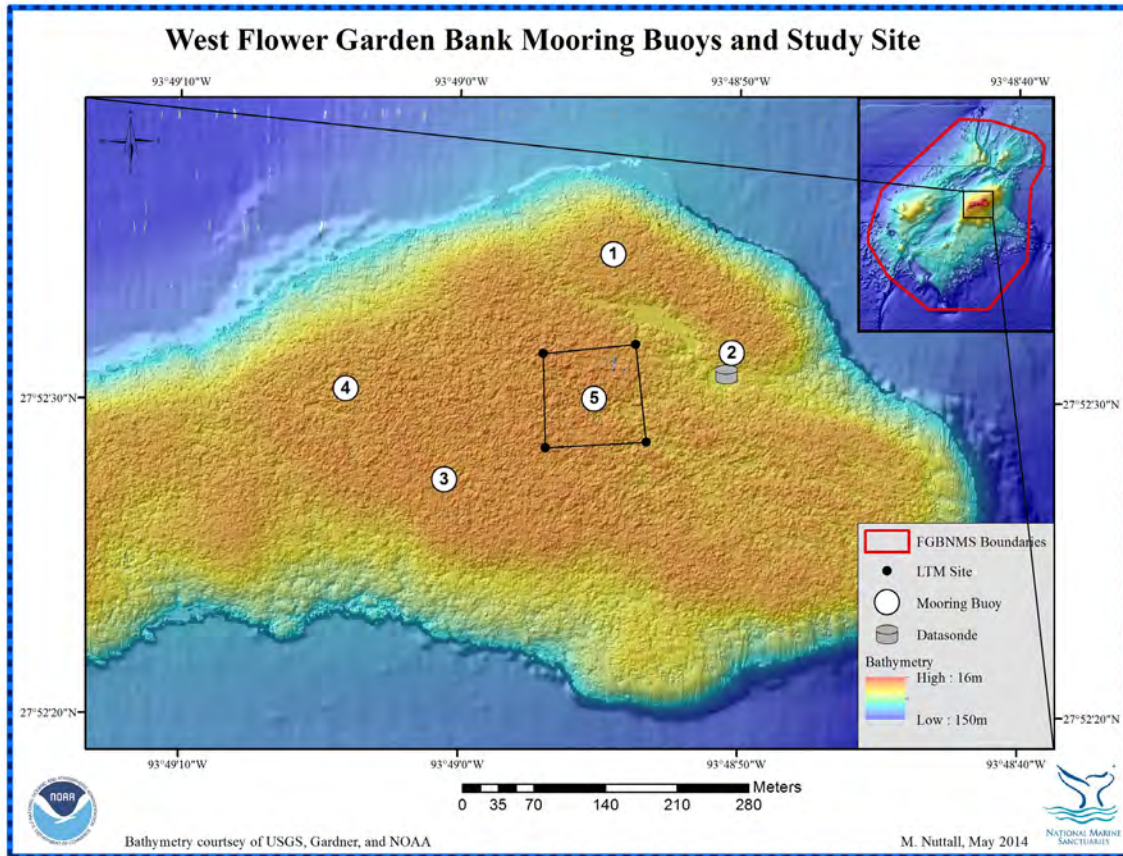 West Flower Garden Bank Mooring Buoys and Study Site
93°49'10"W 93°49'0"W 93°48'50"W 93°48'40"W
1
2
27°52'30"N 27°52'30"N
4
5
3
FGBNMS Boundaries
LTM Site
Mooring Buoy
Datasonde
Bathymetry
High : 16m
Low : 150m
27°52'20"N 27°52'20"N
93°49'10"W 93°49'0"W 93°48'50"W 93°48'40"W
Meters
0 35 70 140 210 280
NOAA
Bathymetry courtsey of USGS, Gardner, and NOAA
M. Nuttall, May 2014
NATIONAL MARINE
SANCTUARIES